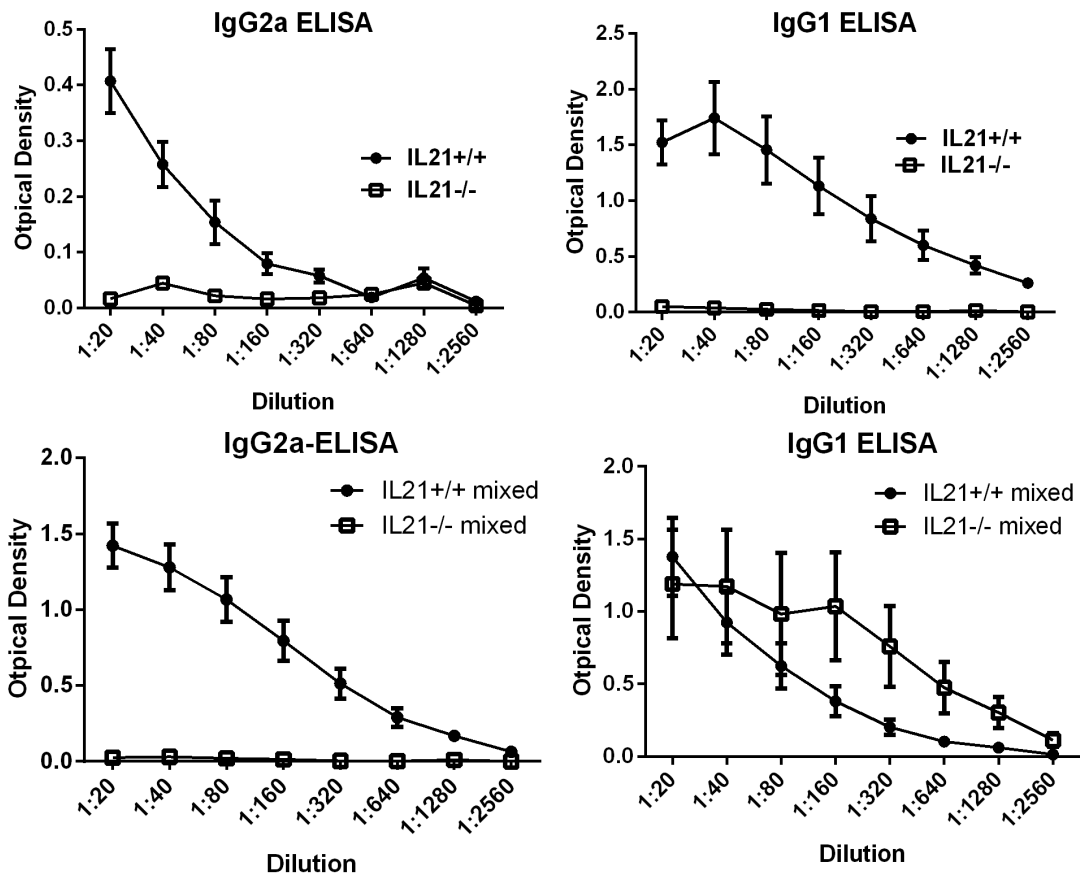 IgG2a ELISA
Otpical Density
0.5
0.4
0.3
0.2
0.1
0.0
IL21+/+
IL21-/-
1:20
1:40
1:80
1:160
1:320
1:640
1:1280
1:2560
Dilution
IgG1 ELISA
Otpical Density
2.5
2.0
1.5
1.0
0.5
0.0
IL21+/+
IL21-/-
1:20
1:40
1:80
1:160
1:320
1:640
1:1280
1:2560
Dilution
IgG2a-ELISA
Otpical Density
2.0
1.5
1.0
0.5
0.0
IL21+/+ mixed
IL21-/- mixed
1:20
1:40
1:80
1:160
1:320
1:640
1:1280
1:2560
Dilution
IgG1 ELISA
Otpical Density
2.0
1.5
1.0
0.5
0.0
IL21+/+ mixed
IL21-/- mixed
1:20
1:40
1:80
1:160
1:320
1:640
1:1280
1:2560
Dilution